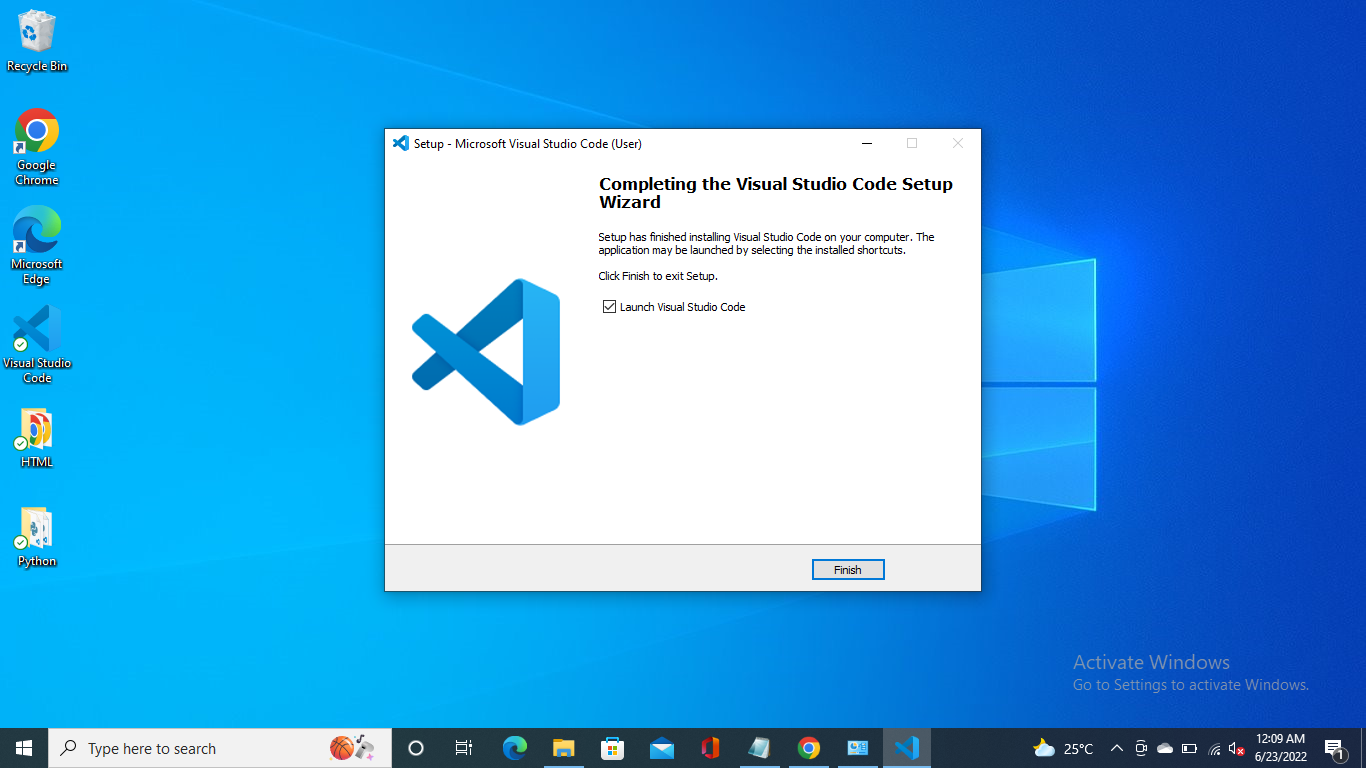 Recycle Bin
Google
Chrome
Microsoft
Edge
Visual Studio
Code
HTML
Python
Setup - Microsoft Visual Studio Code (User)
Completing the Visual Studio Code Setup
Wizard
Setup has finished installing Visual Studio Code on your computer. The
application may be launched by selecting the installed shortcuts.
Click Finish to exit Setup.
Launch Visual Studio Code
Finish
Activate Windows
Go to Settings to activate Windows.
Type here to search
25°C
12:09 AM
6/23/2022
1